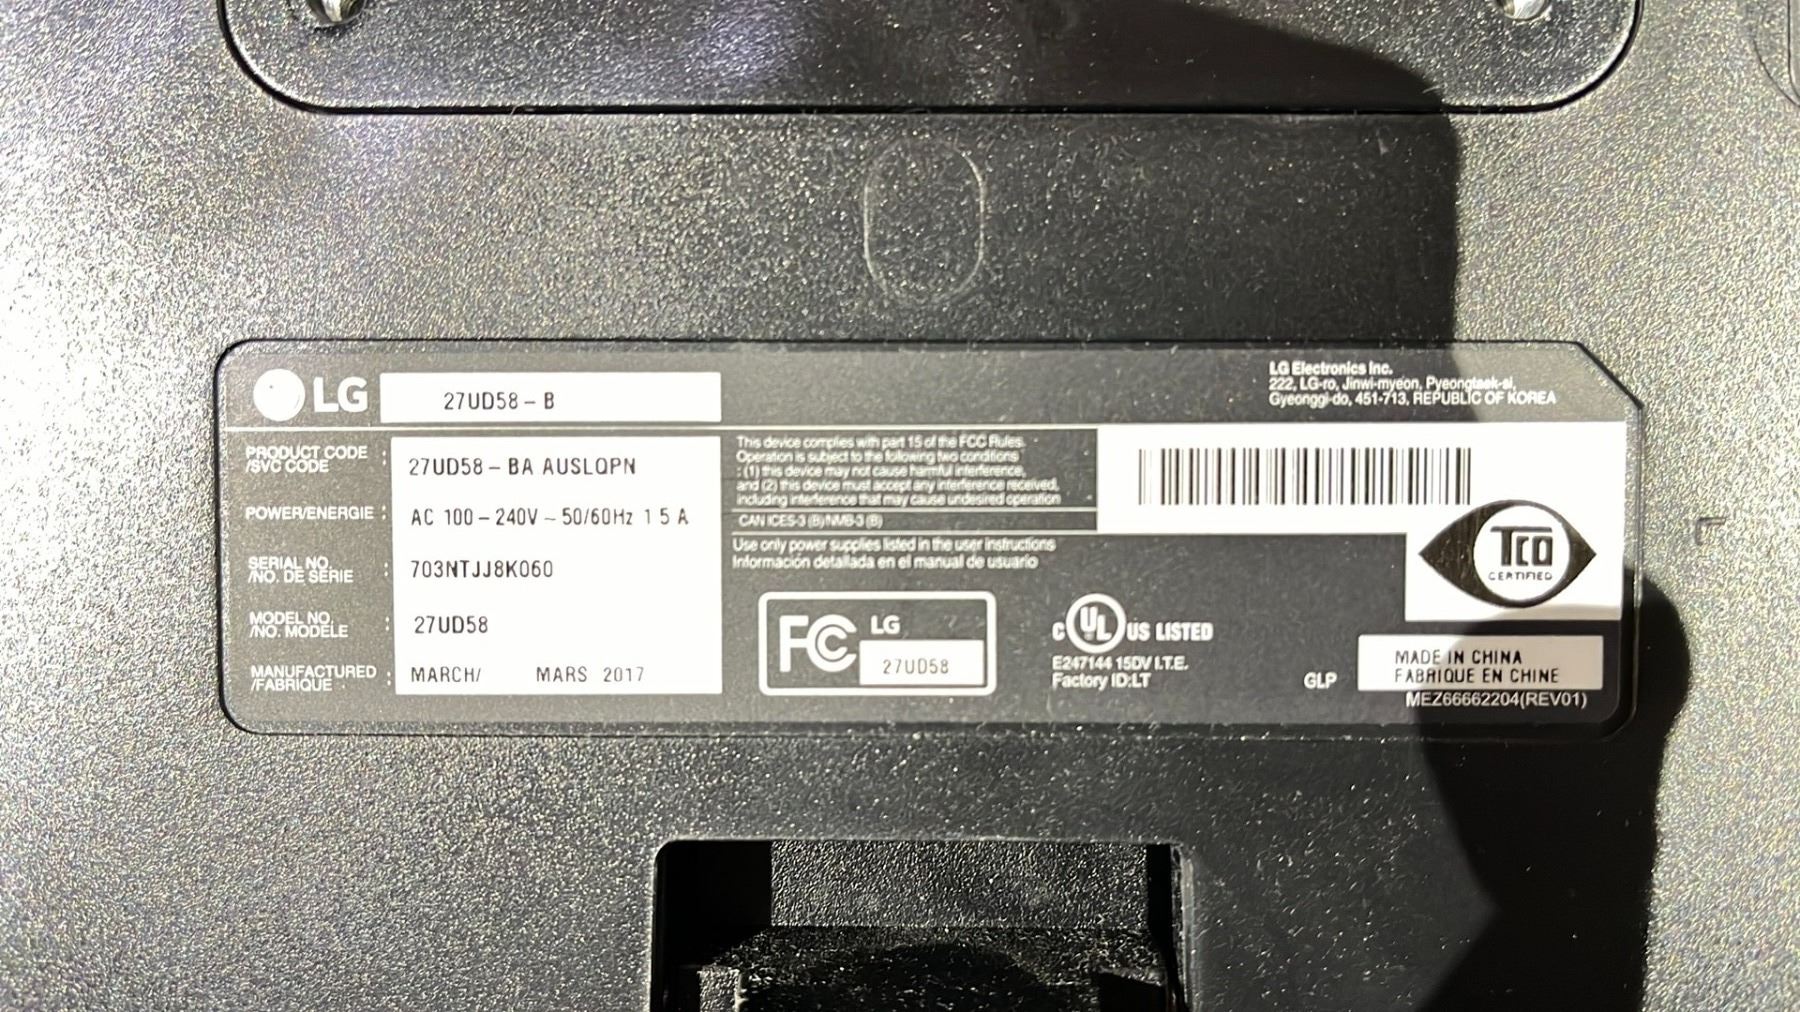 LG 27UD58-B
LG Electronics Inc.
222, LG-ro, Jinwi-myeon, Pyeongtaek-si,
Gyeonggi-do, 451-713, REPUBLIC OF KOREA
PRODUCT CODE
/SVC CODE : 27UD58-BA AUSLQPN
POWER/ENERGIE : AC 100-240V ~ 50/60Hz 1 5 A
SERIAL NO.
/NO. DE SÉRIE : 703NTJJ8K060
MODEL NO.
/NO. MODÈLE : 27UD58
MANUFACTURED
/FABRIQUÉ : MARCH/ MARS 2017
This device complies with part 15 of the FCC Rules.
Operation is subject to the following two conditions
: (1) this device may not cause harmful interference,
and (2) this device must accept any interference received,
including interference that may cause undesired operation
CAN ICES-3 (B)/NMB-3 (B)
Use only power supplies listed in the user instructions
Información detallada en el manual de usuario
FC LG
27UD58
C UL US LISTED
E247144 15DV I.T.E.
Factory ID:LT
TCO
CERTIFIED
GLP
MADE IN CHINA
FABRIQUE EN CHINE
MEZ66662204(REV01)